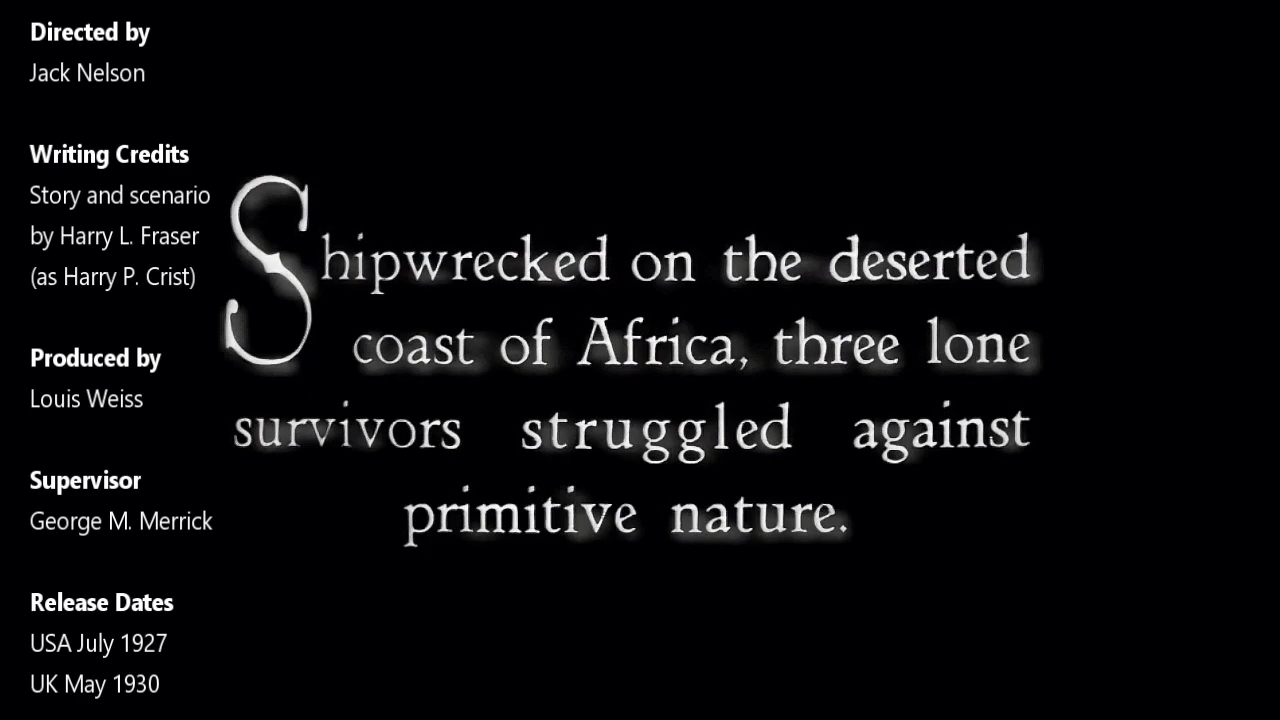 Directed by
Jack Nelson
Writing Credits
Story and scenario
by Harry L. Fraser
(as Harry P. Crist)
Produced by
Louis Weiss
Supervisor
George M. Merrick
Release Dates
USA July 1927
UK May 1930
Shipwrecked on the deserted
coast of Africa, three lone
survivors struggled against
primitive nature.